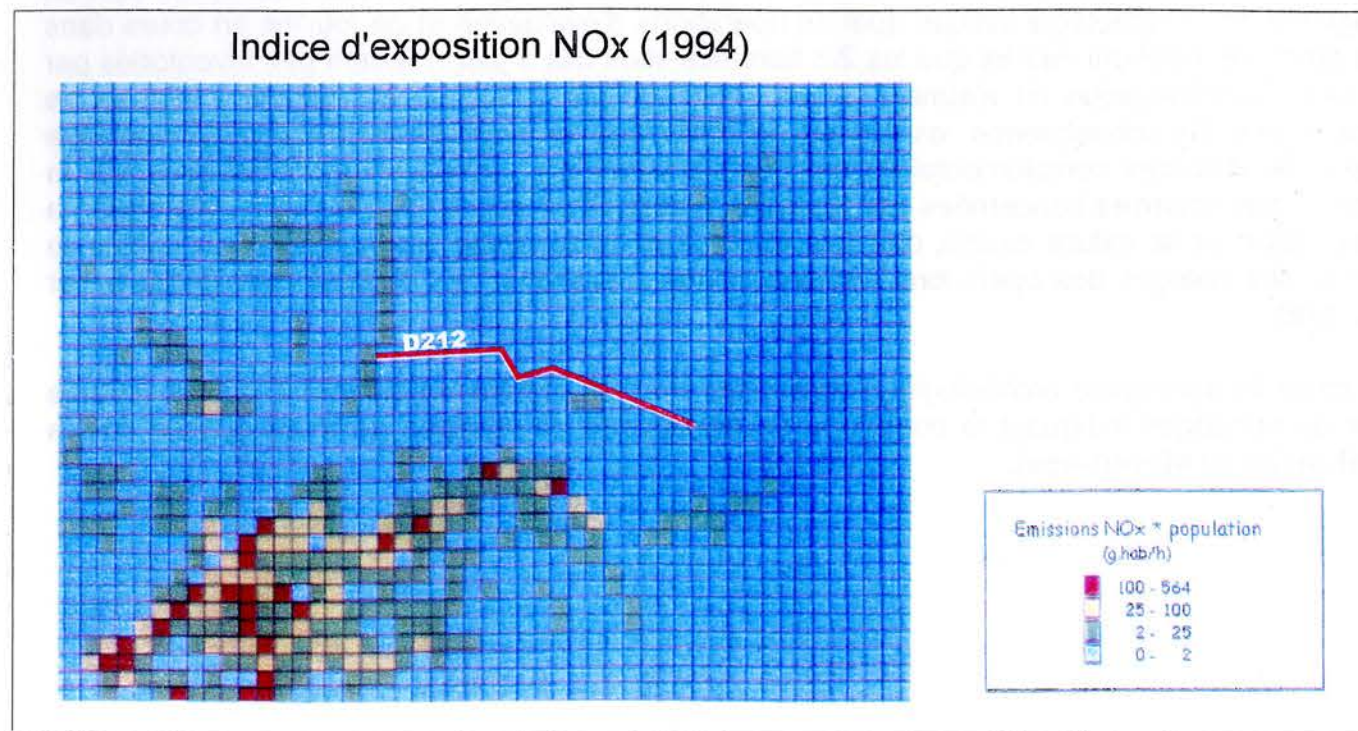 Indice d'exposition NOx (1994)
D212
Emissions NOx * population
(g.hab/h)
100 - 564
25 - 100
2 - 25
0 - 2